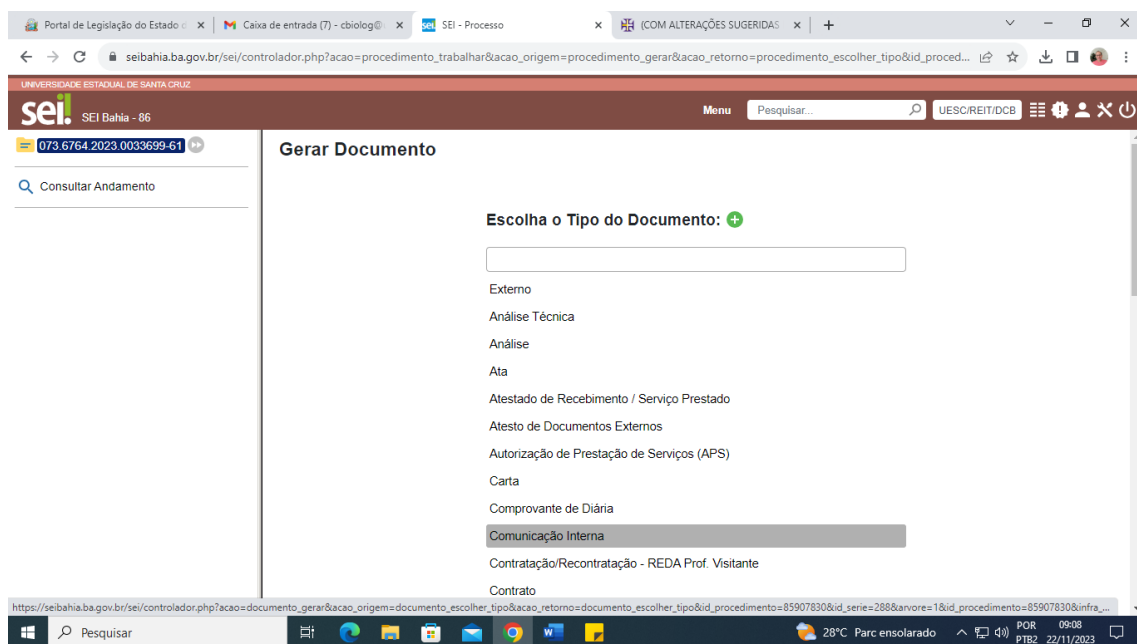 Portal de Legislação do Estado d
Caixa de entrada (7) - cbiolog@
SEI - Processo
(COM ALTERAÇÕES SUGERIDAS
seibahia.ba.gov.br/sei/controlador.php?acao=procedimento_trabalhar&acao_origem=procedimento_gerar&acao_retorno=procedimento_escolher_tipo&id_proced...
UNIVERSIDADE ESTADUAL DE SANTA CRUZ
sei! SEI Bahia - 86
Menu
Pesquisar...
UESC/REIT/DCB
073.6764.2023.0033699-61
Consultar Andamento
Gerar Documento
Escolha o Tipo do Documento:
Externo
Análise Técnica
Análise
Ata
Atestado de Recebimento / Serviço Prestado
Atesto de Documentos Externos
Autorização de Prestação de Serviços (APS)
Carta
Comprovante de Diária
Comunicação Interna
Contratação/Recontratação - REDA Prof. Visitante
Contrato
https://seibahia.ba.gov.br/sei/controlador.php?acao=documento_gerar&acao_origem=documento_escolher_tipo&acao_retorno=documento_escolher_tipo&id_procedimento=85907830&id_serie=288&arvore=1&id_procedimento=85907830&infra_...
Pesquisar
28°C Parc ensolarado
POR
PTB2
09:08
22/11/2023